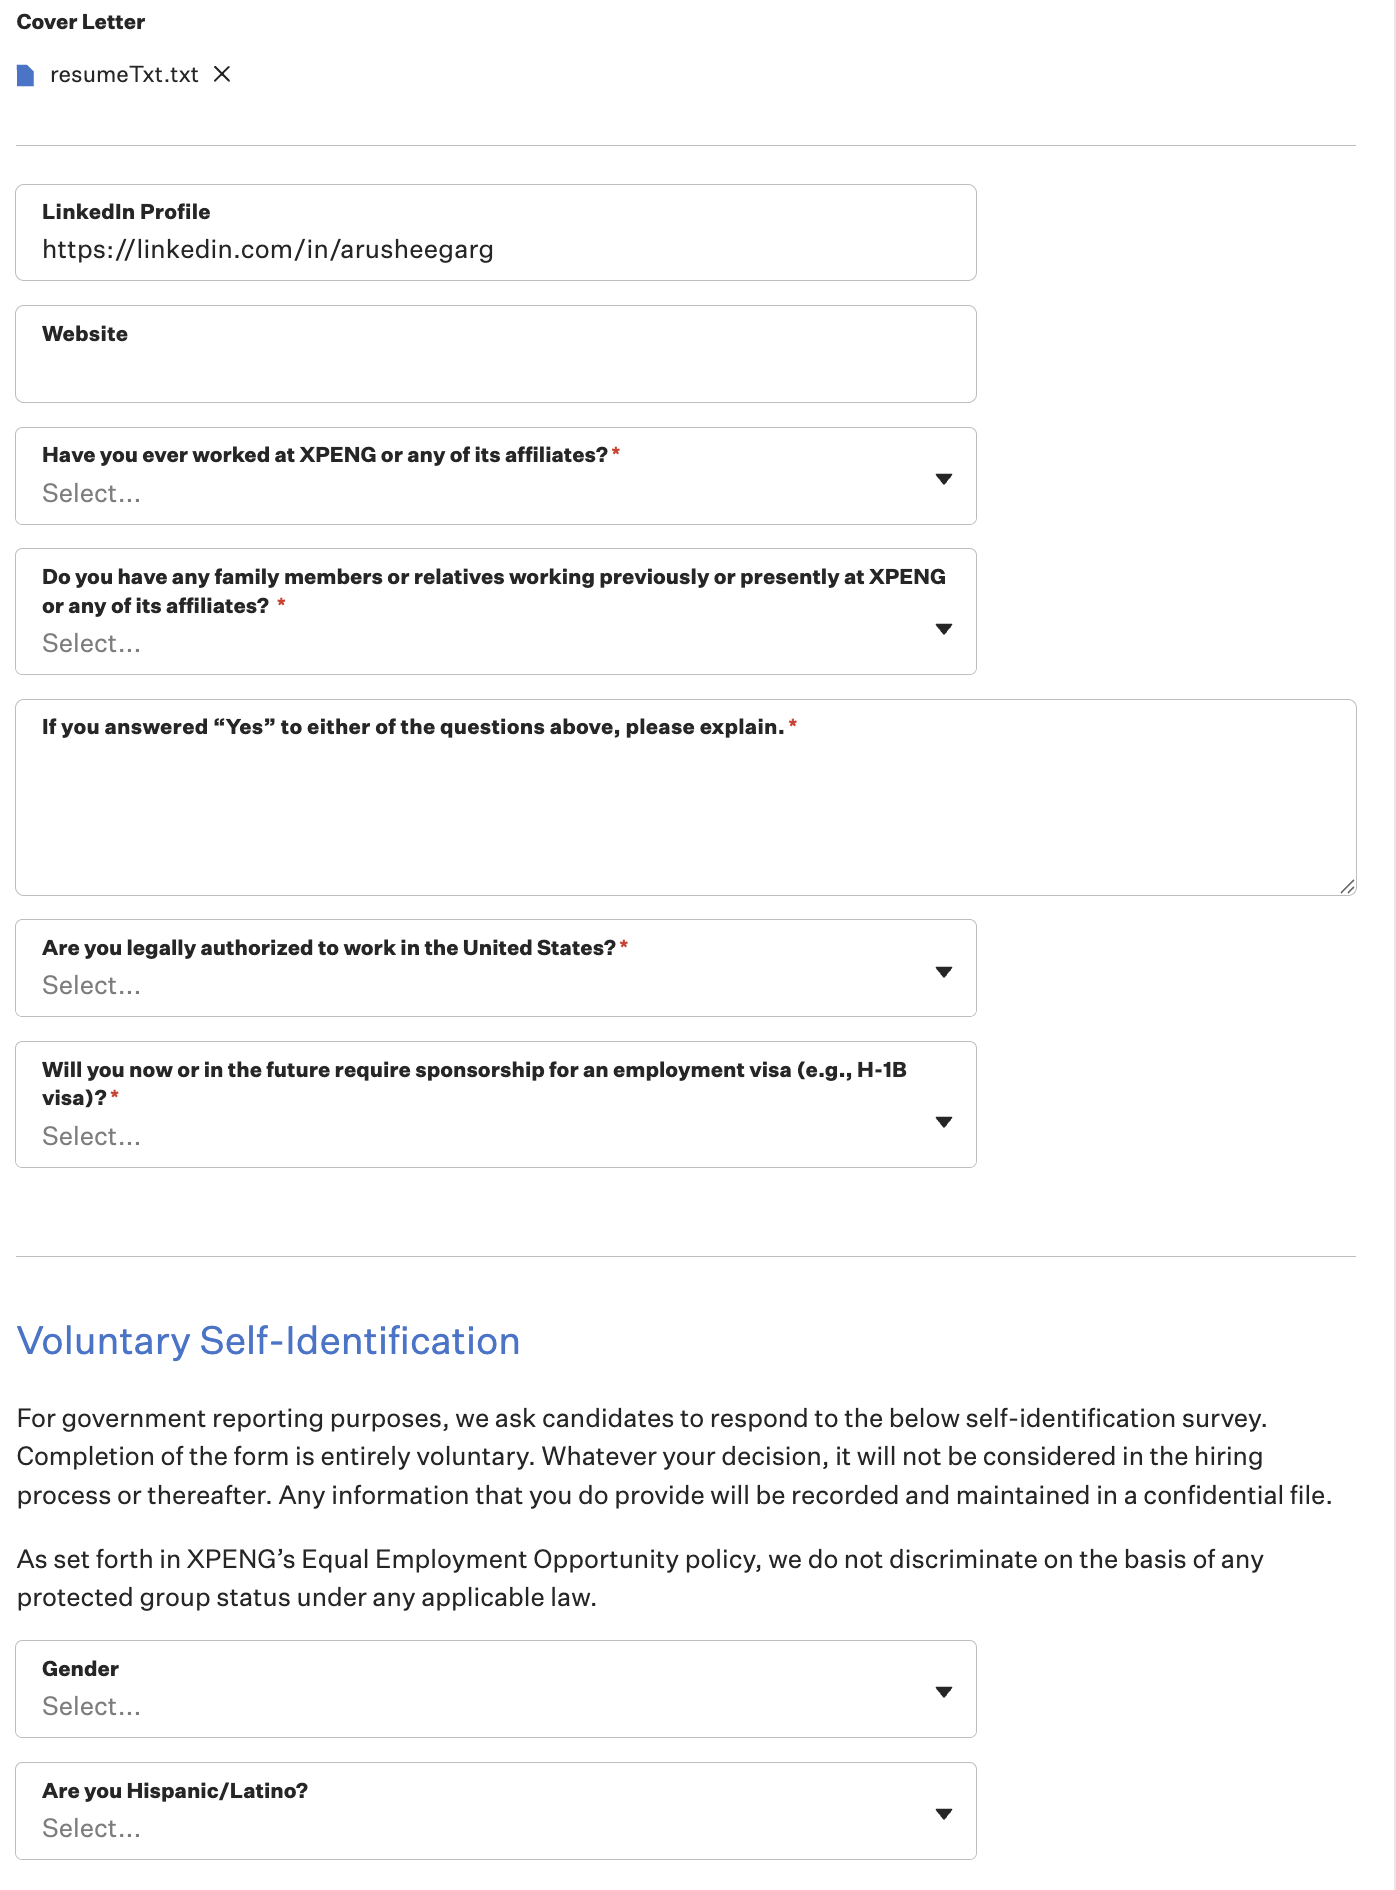 Cover Letter
resumeTxt.txt
LinkedIn Profile
https://linkedin.com/in/arusheegarg
Website
Have you ever worked at XPENG or any of its affiliates?*
Select...
Do you have any family members or relatives working previously or presently at XPENG
or any of its affiliates? *
Select...
If you answered “Yes” to either of the questions above, please explain.*
Are you legally authorized to work in the United States?*
Select...
Will you now or in the future require sponsorship for an employment visa (e.g., H-1B
visa)?*
Select...
Voluntary Self-Identification
For government reporting purposes, we ask candidates to respond to the below self-identification survey.
Completion of the form is entirely voluntary. Whatever your decision, it will not be considered in the hiring
process or thereafter. Any information that you do provide will be recorded and maintained in a confidential file.
As set forth in XPENG’s Equal Employment Opportunity policy, we do not discriminate on the basis of any
protected group status under any applicable law.
Gender
Select...
Are you Hispanic/Latino?
Select...